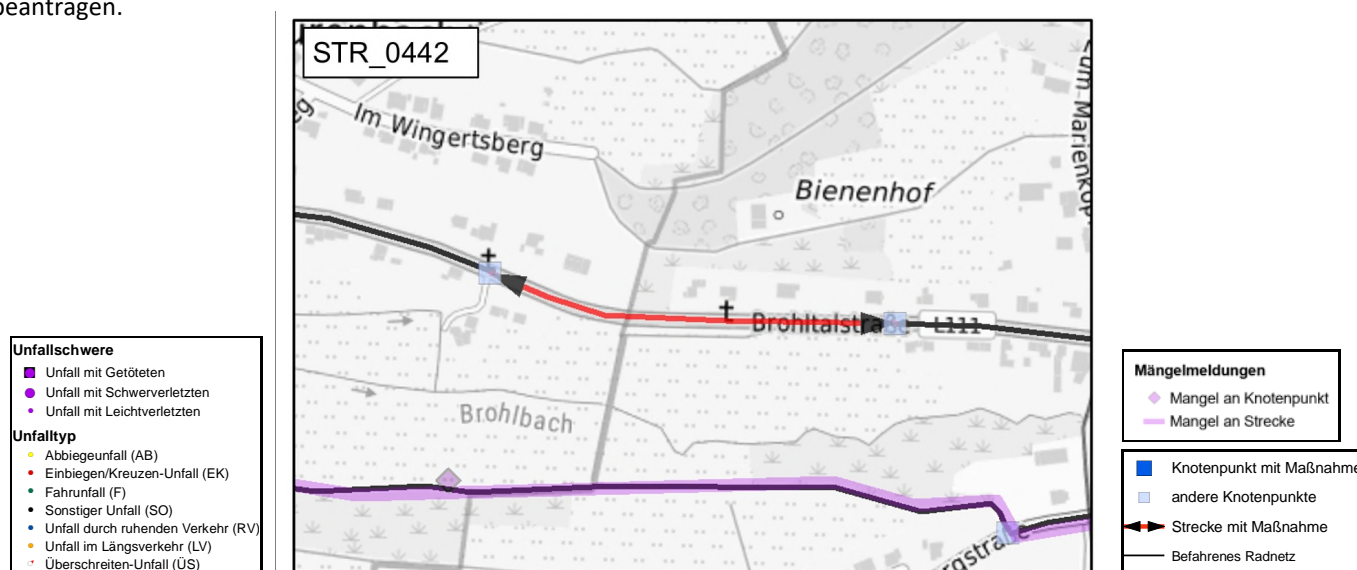 beantragen.
STR_0442
Im Wingertsberg
Zum Marienkop
Bienenhof
Brohltalstraße
L111
Brohlbach
Unfallschwere
Unfall mit Getöteten
Unfall mit Schwerverletzten
Unfall mit Leichtverletzten
Unfalltyp
Abbiegeunfall (AB)
Einbiegen/Kreuzen-Unfall (EK)
Fahrunfall (F)
Sonstiger Unfall (SO)
Unfall durch ruhenden Verkehr (RV)
Unfall im Längsverkehr (LV)
Überschreiten-Unfall (ÜS)
Mängelmeldungen
Mangel an Knotenpunkt
Mangel an Strecke
Knotenpunkt mit Maßnahme
andere Knotenpunkte
Strecke mit Maßnahme
Befahrenes Radnetz